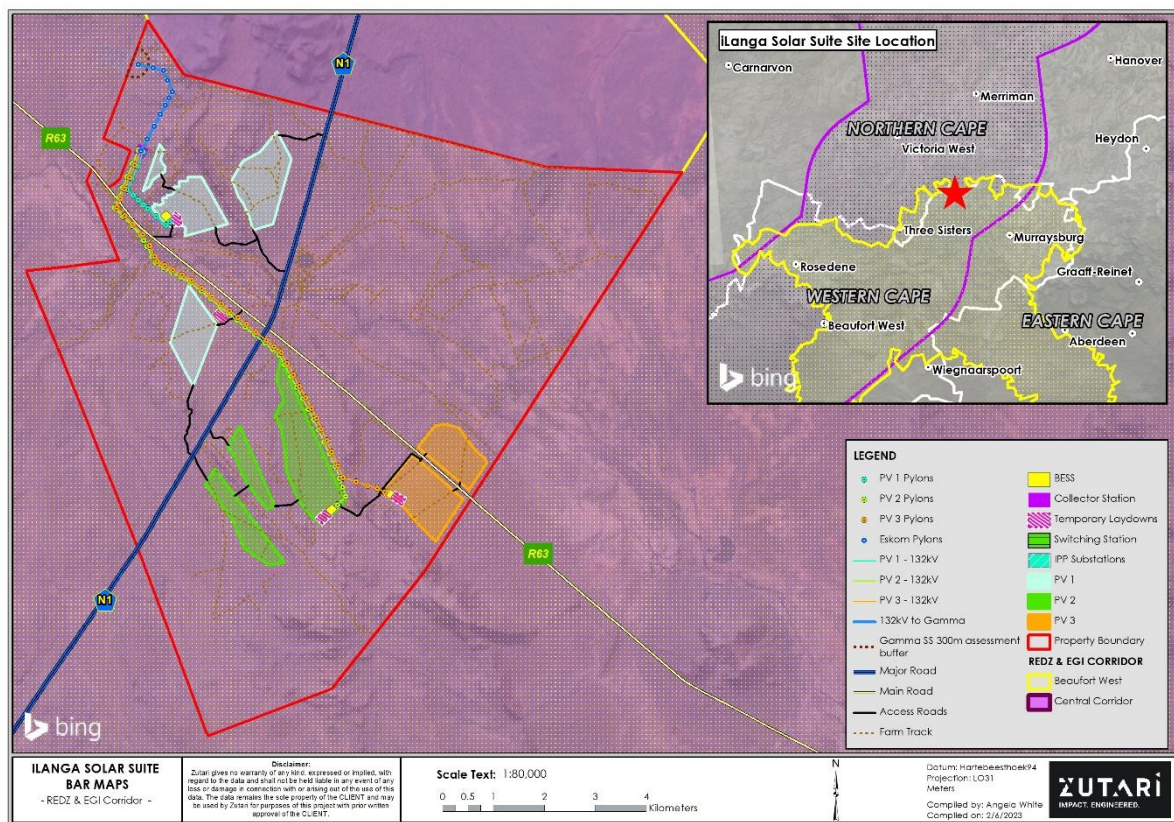 N1
R63
R63
N1
bing
iLanga Solar Suite Site Location
Carnarvon
Hanover
Merriman
NORTHERN CAPE
Victoria West
Heydon
Three Sisters
Murraysburg
Rosedene
Graaff-Reinet
WESTERN CAPE
Beaufort West
EASTERN CAPE
Aberdeen
Wiegnaarspoort
bing
LEGEND
PV 1 Pylons
PV 2 Pylons
PV 3 Pylons
Eskom Pylons
PV 1 - 132kV
PV 2 - 132kV
PV 3 - 132kV
132kV to Gamma
Gamma SS 300m assessment
buffer
Major Road
Main Road
Access Roads
Farm Track
BESS
Collector Station
Temporary Laydowns
Switching Station
IPP Substations
PV 1
PV 2
PV 3
Property Boundary
REDZ & EGI CORRIDOR
Beaufort West
Central Corridor
ILANGA SOLAR SUITE
BAR MAPS
- REDZ & EGI Corridor -
Disclaimer:
Zutari gives no warranty of any kind, expressed or implied, with
regard to the data and shall not be held liable in any event of any
loss or damage in connection with or arising out of the use of this
data. The data remains the sole property of the CLIENT and may
be used by Zutari for purposes of this project with prior written
approval of the CLIENT.
Scale Text: 1:80,000
0 0.5 1 2 3 4
Kilometers
N
Datum: Hartebeesthoek94
Projection: LO31
Meters
Compiled by: Angela White
Compiled on: 2/6/2023
ZUTARI
IMPACT. ENGINEERED.